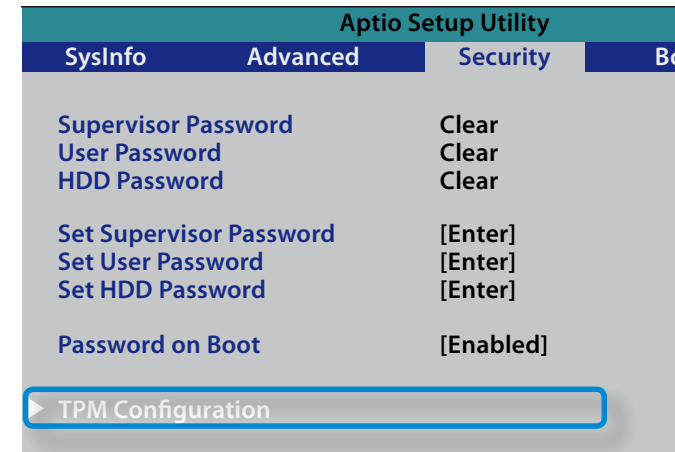 Aptio Setup Utility
SysInfo Advanced Security
Supervisor Password Clear
User Password Clear
HDD Password Clear
Set Supervisor Password [Enter]
Set User Password [Enter]
Set HDD Password [Enter]
Password on Boot [Enabled]
TPM Configuration